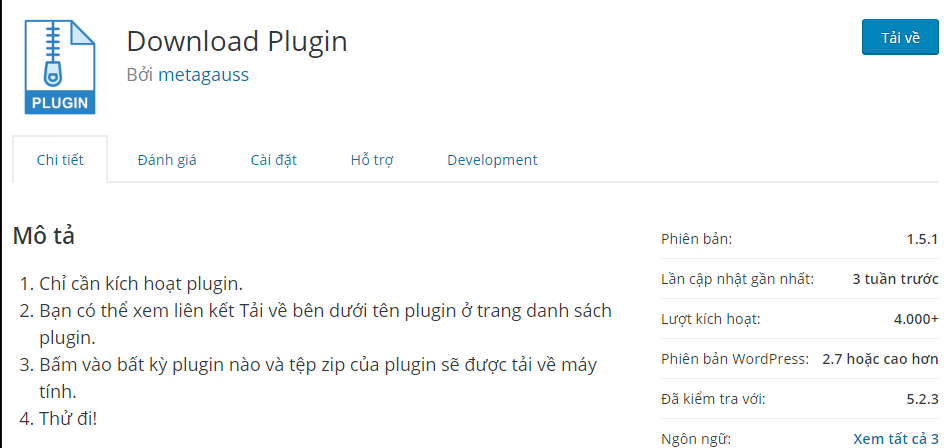 PLUGIN
Download Plugin
Bởi metagauss
Tải về
Chi tiết
Đánh giá
Cài đặt
Hỗ trợ
Development
Mô tả
1. Chỉ cần kích hoạt plugin.
2. Bạn có thể xem liên kết Tải về bên dưới tên plugin ở trang danh sách
plugin.
3. Bấm vào bất kỳ plugin nào và tệp zip của plugin sẽ được tải về máy
tính.
4. Thử đi!
Phiên bản: 1.5.1
Lần cập nhật gần nhất: 3 tuần trước
Lượt kích hoạt: 4.000+
Phiên bản WordPress: 2.7 hoặc cao hơn
Đã kiểm tra với: 5.2.3
Ngôn ngữ: Xem tất cả 3